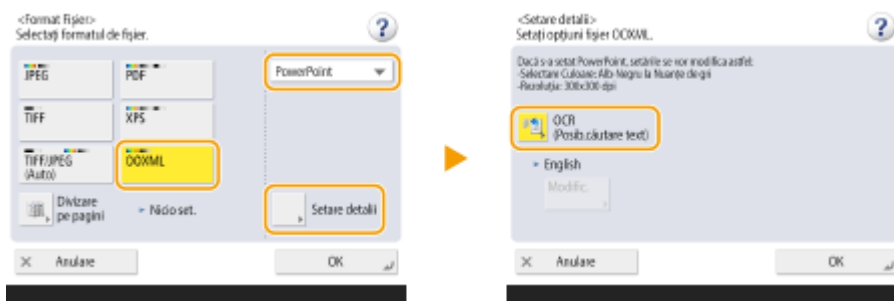 <Format Fişier>
Selectaţi formatul de fişier.
JPEG
PDF
PowerPoint
TIFF
XPS
TIFF/JPEG
(Auto)
OOXML
Divizare
pe pagini
Nicio set.
Setare detalii
Anulare
OK
<Setare detalii>
Setaţi opţiuni fişier OOXML.
Dacă s-a setat PowerPoint, setările se vor modifica astfel:
-Selectare Culoare: Alb-Negru la Nuanţe de gri
-Rezoluţia: 300x300 dpi
OCR
(Posib.căutare text)
English
Modific.
Anulare
OK